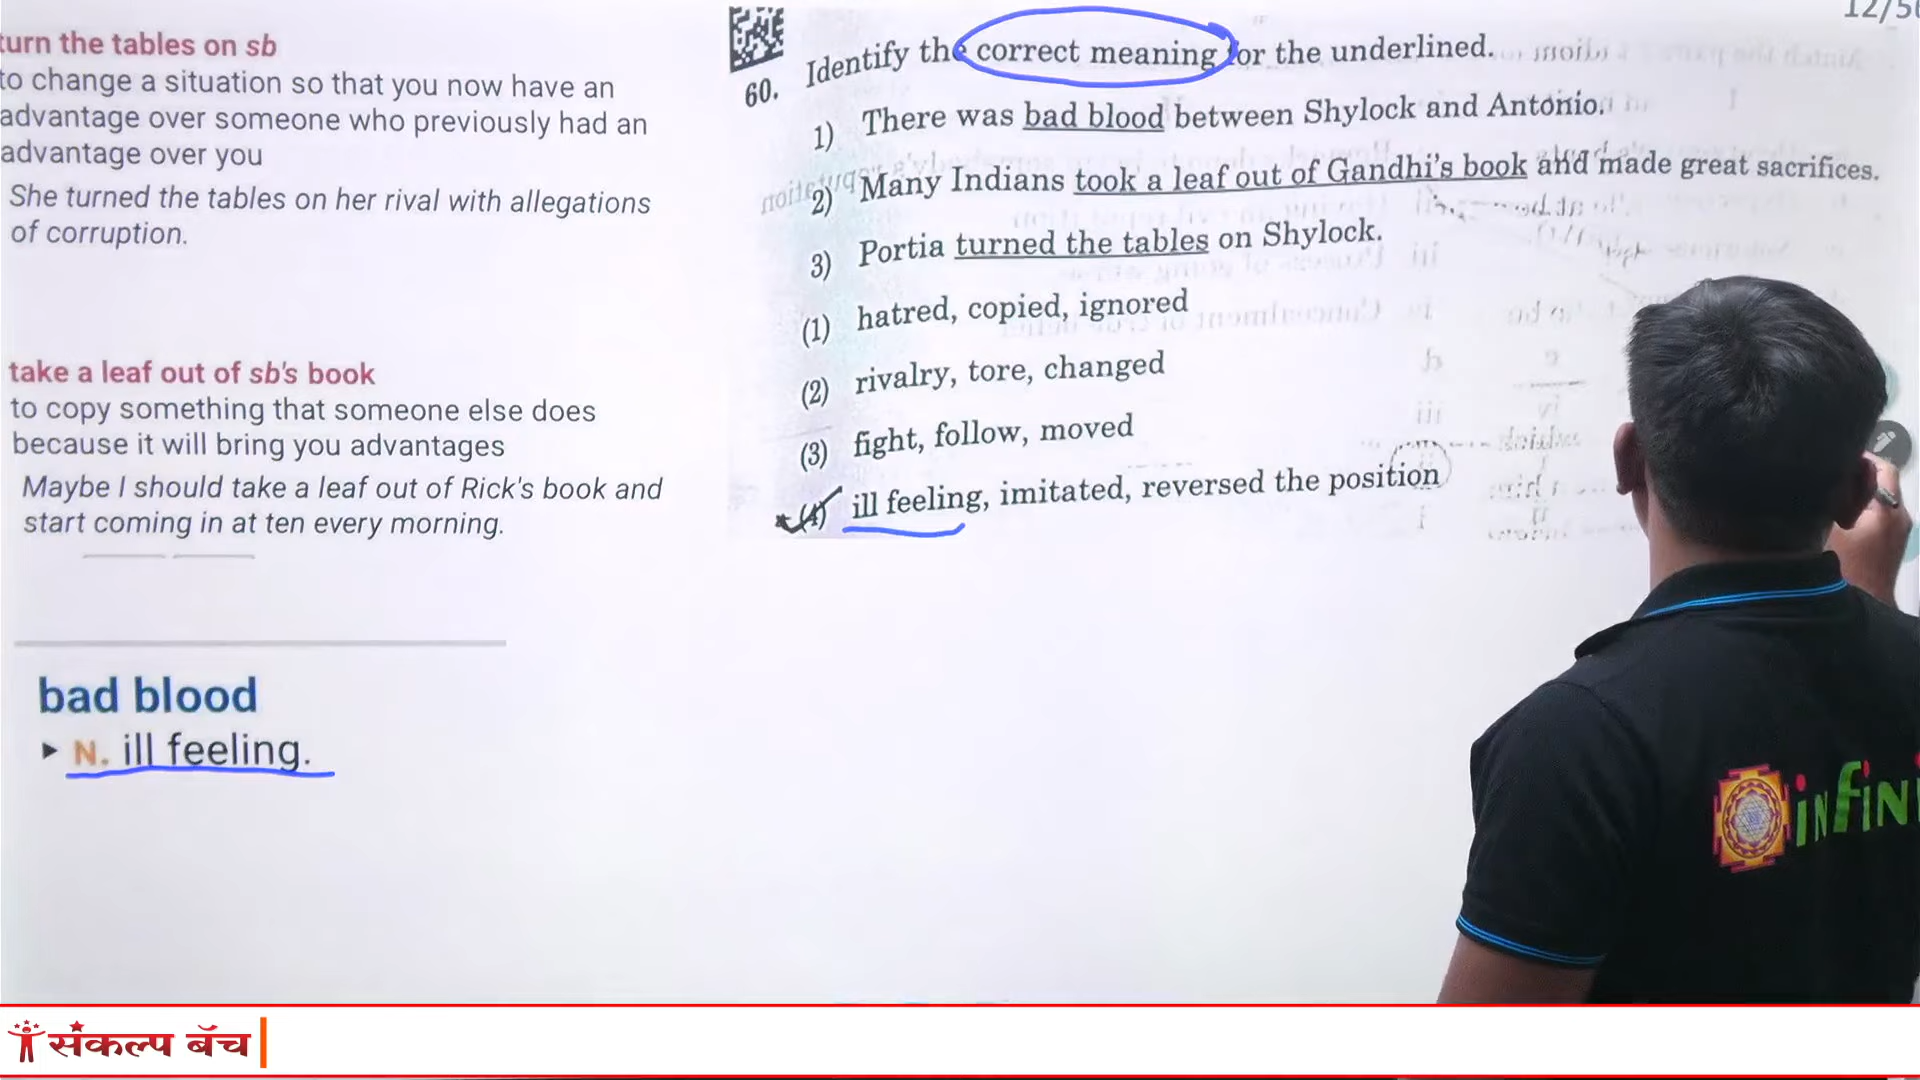 turn the tables on sb
to change a situation so that you now have an
advantage over someone who previously had an
advantage over you
She turned the tables on her rival with allegations
of corruption.
take a leaf out of sb's book
to copy something that someone else does
because it will bring you advantages
Maybe I should take a leaf out of Rick's book and
start coming in at ten every morning.
bad blood
▸ N. ill feeling.
60. Identify the correct meaning for the underlined.
1) There was bad blood between Shylock and Antonio.
2) Many Indians took a leaf out of Gandhi's book and made great sacrifices.
3) Portia turned the tables on Shylock.
(1) hatred, copied, ignored
(2) rivalry, tore, changed
(3) fight, follow, moved
(4) ill feeling, imitated, reversed the position
संकल्प बॅच